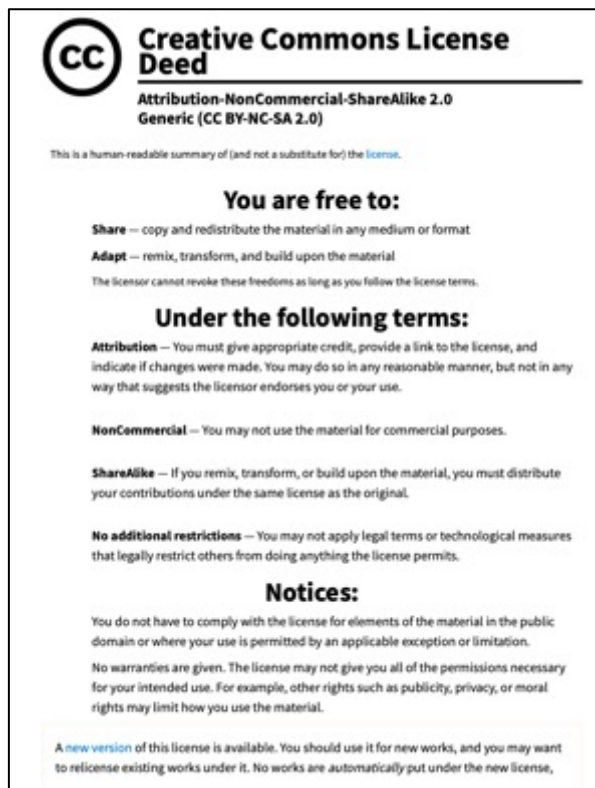 cc
Creative Commons License
Deed
Attribution-NonCommercial-ShareAlike 2.0
Generic (CC BY-NC-SA 2.0)
This is a human-readable summary of (and not a substitute for) the license.
You are free to:
Share — copy and redistribute the material in any medium or format
Adapt — remix, transform, and build upon the material
The licensor cannot revoke these freedoms as long as you follow the license terms.
Under the following terms:
Attribution — You must give appropriate credit, provide a link to the license, and
indicate if changes were made. You may do so in any reasonable manner, but not in any
way that suggests the licensor endorses you or your use.
NonCommercial — You may not use the material for commercial purposes.
ShareAlike — If you remix, transform, or build upon the material, you must distribute
your contributions under the same license as the original.
No additional restrictions — You may not apply legal terms or technological measures
that legally restrict others from doing anything the license permits.
Notices:
You do not have to comply with the license for elements of the material in the public
domain or where your use is permitted by an applicable exception or limitation.
No warranties are given. The license may not give you all of the permissions necessary
for your intended use. For example, other rights such as publicity, privacy, or moral
rights may limit how you use the material.
A new version of this license is available. You should use it for new works, and you may want
to relicense existing works under it. No works are automatically put under the new license,